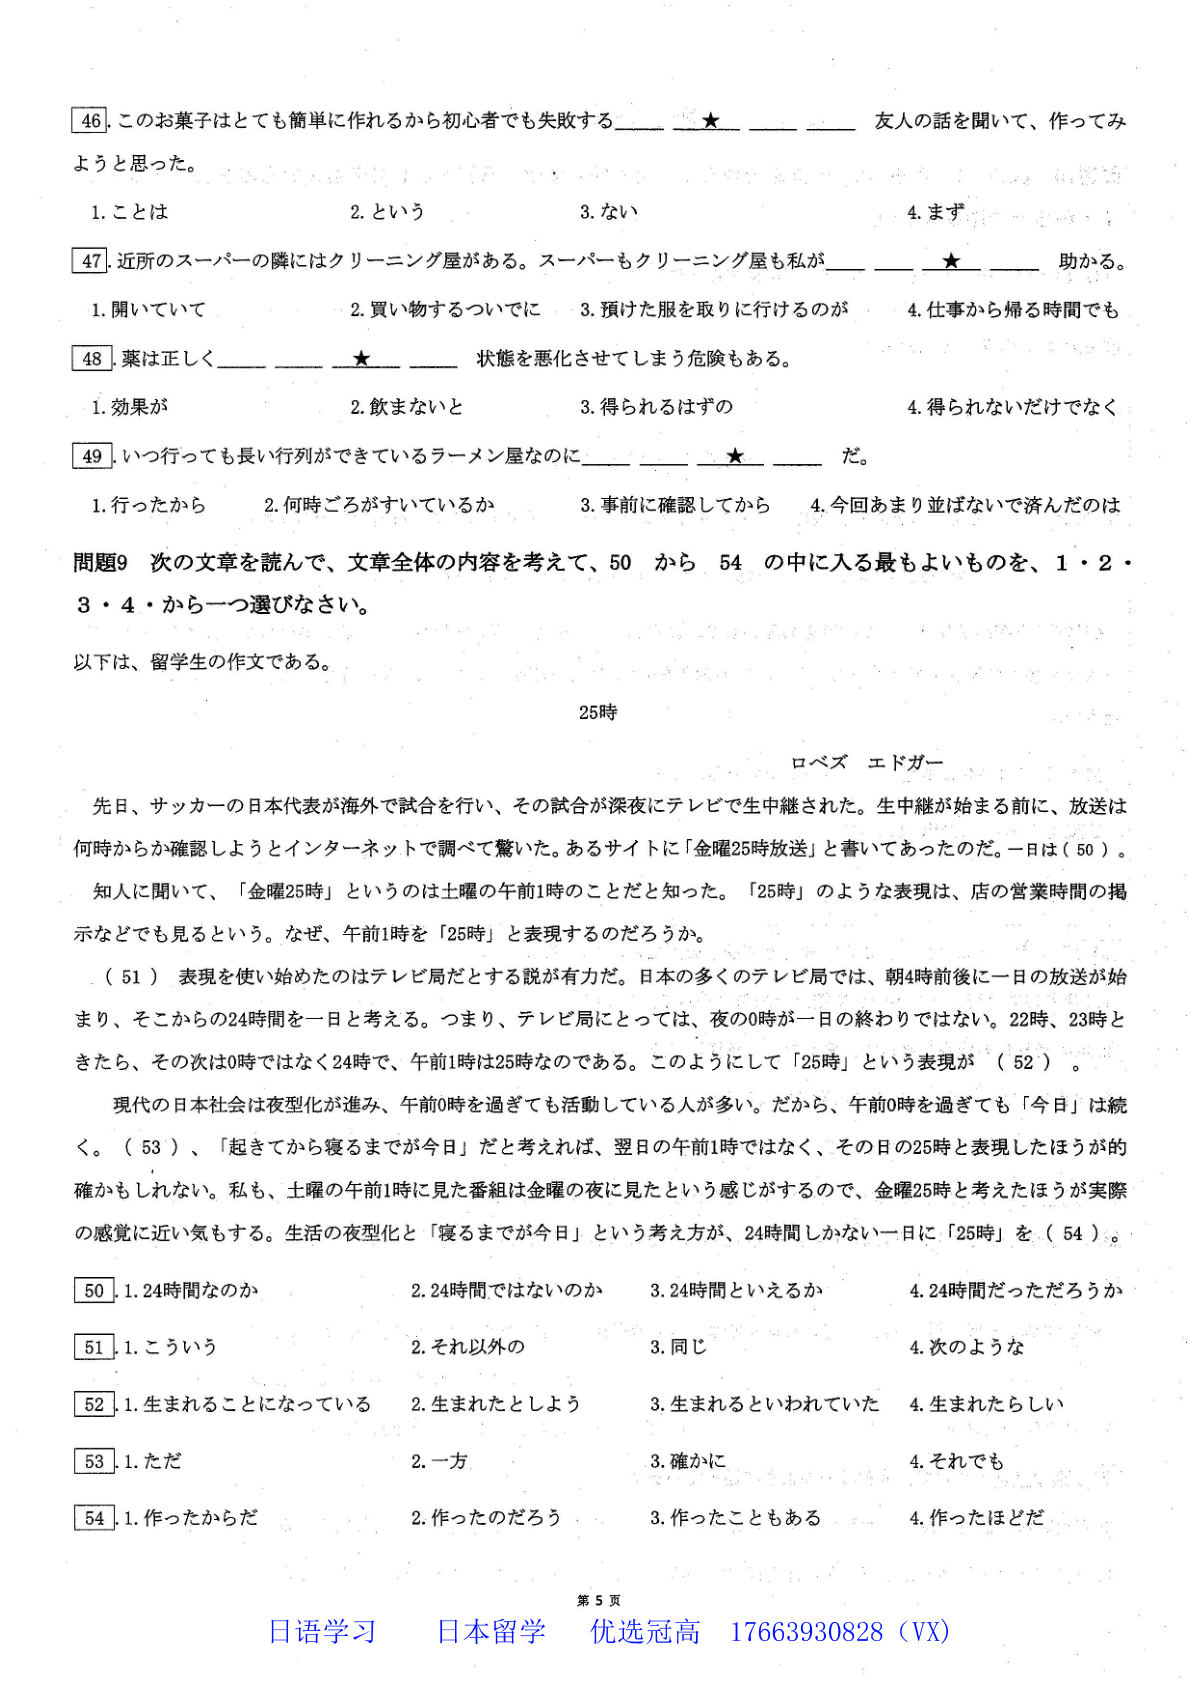 46 .このお菓子はとても簡単に作れるから初心者でも失敗する____ __★__ ____ ____ 友人の話を聞いて、作ってみ
ようと思った。
1.ことは 2.という 3.ない 4.まず
47 .近所のスーパーの隣にはクリーニング屋がある。スーパーもクリーニング屋も私が____ ____ __★__ ____ 助かる。
1.開いていて 2.買い物するついでに 3.預けた服を取りに行けるのが 4.仕事から帰る時間でも
48 .薬は正しく____ ____ __★__ ____ 状態を悪化させてしまう危険もある。
1.効果が 2.飲まないと 3.得られるはずの 4.得られないだけでなく
49 .いつ行っても長い行列ができているラーメン屋なのに____ ____ __★__ ____ だ。
1.行ったから 2.何時ごろがすいているか 3.事前に確認してから 4.今回あまり並ばないで済んだのは
問題9 次の文章を読んで、文章全体の内容を考えて、50 から 54 の中に入る最もよいものを、１・２・
３・４・から一つ選びなさい。
以下は、留学生の作文である。
25時
ロベズ エドガー
先日、サッカーの日本代表が海外で試合を行い、その試合が深夜にテレビで生中継された。生中継が始まる前に、放送は
何時からか確認しようとインターネットで調べて驚いた。あるサイトに「金曜25時放送」と書いてあったのだ。一日は( 50 ) 。
知人に聞いて、「金曜25時」というのは土曜の午前1時のことだと知った。「25時」のような表現は、店の営業時間の掲
示などでも見るという。なぜ、午前1時を「25時」と表現するのだろうか。
( 51 ) 表現を使い始めたのはテレビ局だとする説が有力だ。日本の多くのテレビ局では、朝4時前後に一日の放送が始
まり、そこからの24時間を一日と考える。つまり、テレビ局にとっては、夜の0時が一日の終わりではない。22時、23時と
きたら、その次は0時ではなく24時で、午前1時は25時なのである。このようにして「25時」という表現が ( 52 ) 。
現代の日本社会は夜型化が進み、午前0時を過ぎても活動している人が多い。だから、午前0時を過ぎても「今日」は続
く。( 53 ) 、「起きてから寝るまでが今日」だと考えれば、翌日の午前1時ではなく、その日の25時と表現したほうが的
確かもしれない。私も、土曜の午前1時に見た番組は金曜の夜に見たという感じがするので、金曜25時と考えたほうが実際
の感覚に近い気もする。生活の夜型化と「寝るまでが今日」という考え方が、24時間しかない一日に「25時」を ( 54 ) 。
50 .1.24時間なのか 2.24時間ではないのか 3.24時間といえるか 4.24時間だっただろうか
51 .1.こういう 2.それ以外の 3.同じ 4.次のような
52 .1.生まれることになっている 2.生まれたとしよう 3.生まれるといわれていた 4.生まれたらしい
53 .1.ただ 2.一方 3.確かに 4.それでも
54 .1.作ったからだ 2.作ったのだろう 3.作ったこともある 4.作ったほどだ
第 5 页
日语学习 日本留学 优选冠高 17663930828（VX)